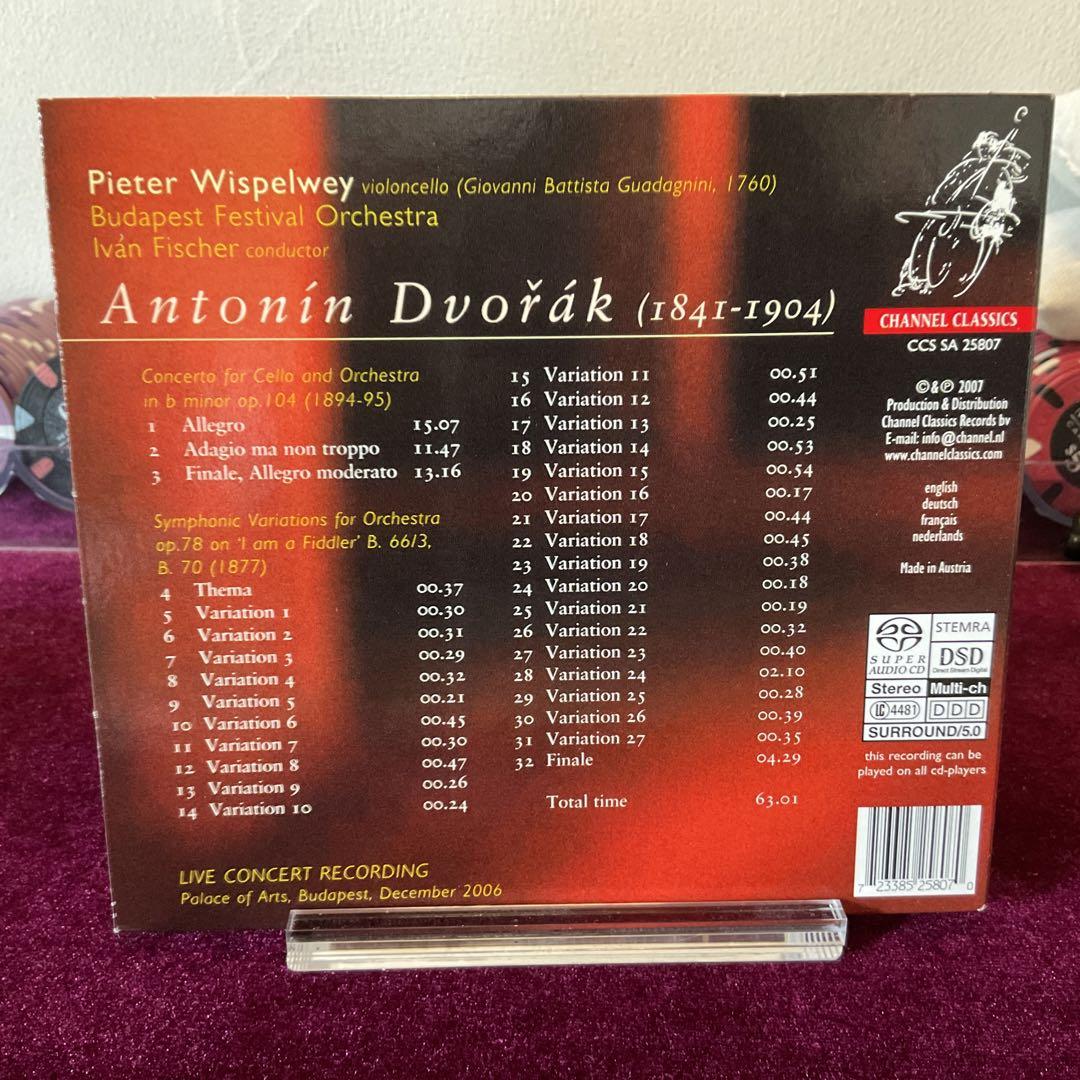 Pieter Wispelwey violoncello (Giovanni Battista Guadagnini, 1760)
Budapest Festival Orchestra
Iván Fischer conductor
Antonín Dvořák (1841-1904)
Concerto for Cello and Orchestra
in b minor op.104 (1894-95)
1 Allegro 15.07
2 Adagio ma non troppo 11.47
3 Finale, Allegro moderato 13.16
Symphonic Variations for Orchestra
op.78 on 'I am a Fiddler' B. 66/3,
B. 70 (1877)
4 Thema 00.37
5 Variation 1 00.30
6 Variation 2 00.31
7 Variation 3 00.29
8 Variation 4 00.32
9 Variation 5 00.21
10 Variation 6 00.45
11 Variation 7 00.30
12 Variation 8 00.47
13 Variation 9 00.26
14 Variation 10 00.24
15 Variation 11 00.51
16 Variation 12 00.44
17 Variation 13 00.25
18 Variation 14 00.53
19 Variation 15 00.54
20 Variation 16 00.17
21 Variation 17 00.44
22 Variation 18 00.45
23 Variation 19 00.38
24 Variation 20 00.18
25 Variation 21 00.19
26 Variation 22 00.32
27 Variation 23 00.40
28 Variation 24 02.10
29 Variation 25 00.28
30 Variation 26 00.39
31 Variation 27 00.35
32 Finale 04.29
Total time 63.01
LIVE CONCERT RECORDING
Palace of Arts, Budapest, December 2006
CHANNEL CLASSICS
CCS SA 25807
©&℗ 2007
Production & Distribution
Channel Classics Records bv
E-mail: info@channel.nl
www.channelclassics.com
english
deutsch
français
nederlands
Made in Austria
SUPER AUDIO CD
STEMRA
DSD
Direct Stream Digital
Stereo Multi-ch
LC 4481 DDD
SURROUND/5.0
this recording can be
played on all cd-players
7 23385 25807 0